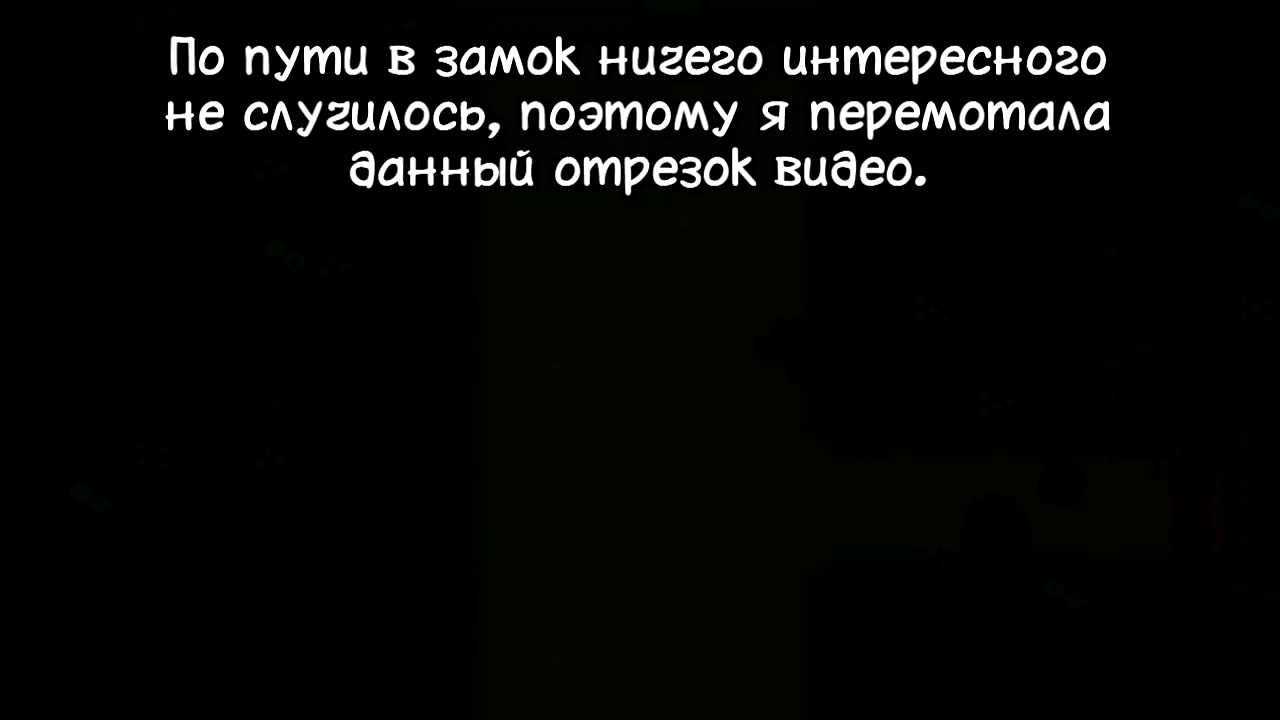 По пути в замок ничего интересного
не случилось, поэтому я перемотала
данный отрезок видео.